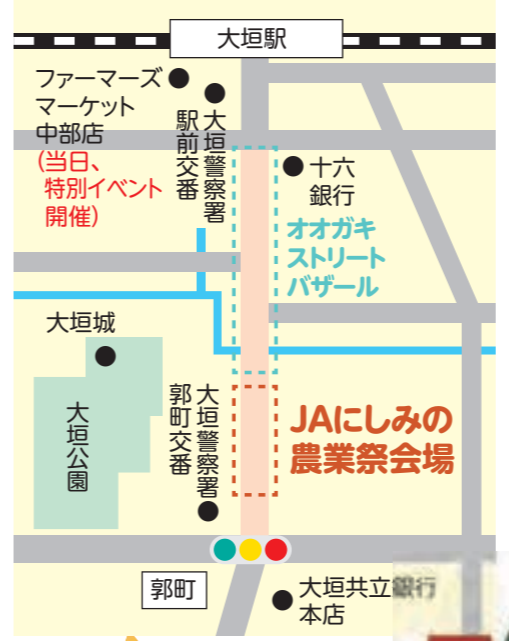 大垣駅
ファーマーズ
マーケット
中部店
(当日、
特別イベント
開催)
大垣警察署
駅前交番
十六
銀行
オオガキ
ストリート
バザール
大垣城
大垣公園
大垣警察署
郭町交番
JAにしみの
農業祭会場
郭町
大垣共立銀行
本店